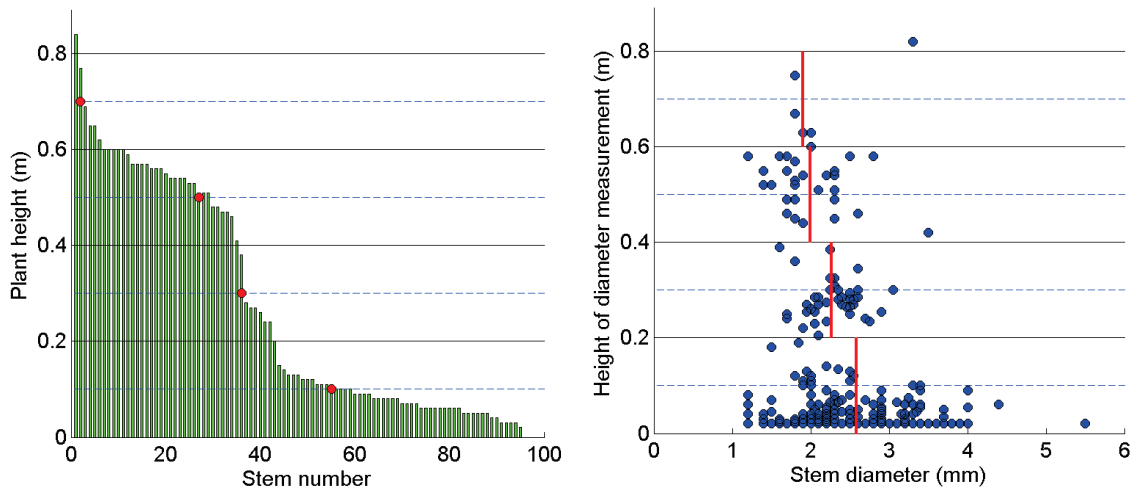 0.8
0.6
0.4
0.2
0
Plant height (m)
0 20 40 60 80 100
Stem number
0.8
0.6
0.4
0.2
0
Height of diameter measurement (m)
0 1 2 3 4 5 6
Stem diameter (mm)